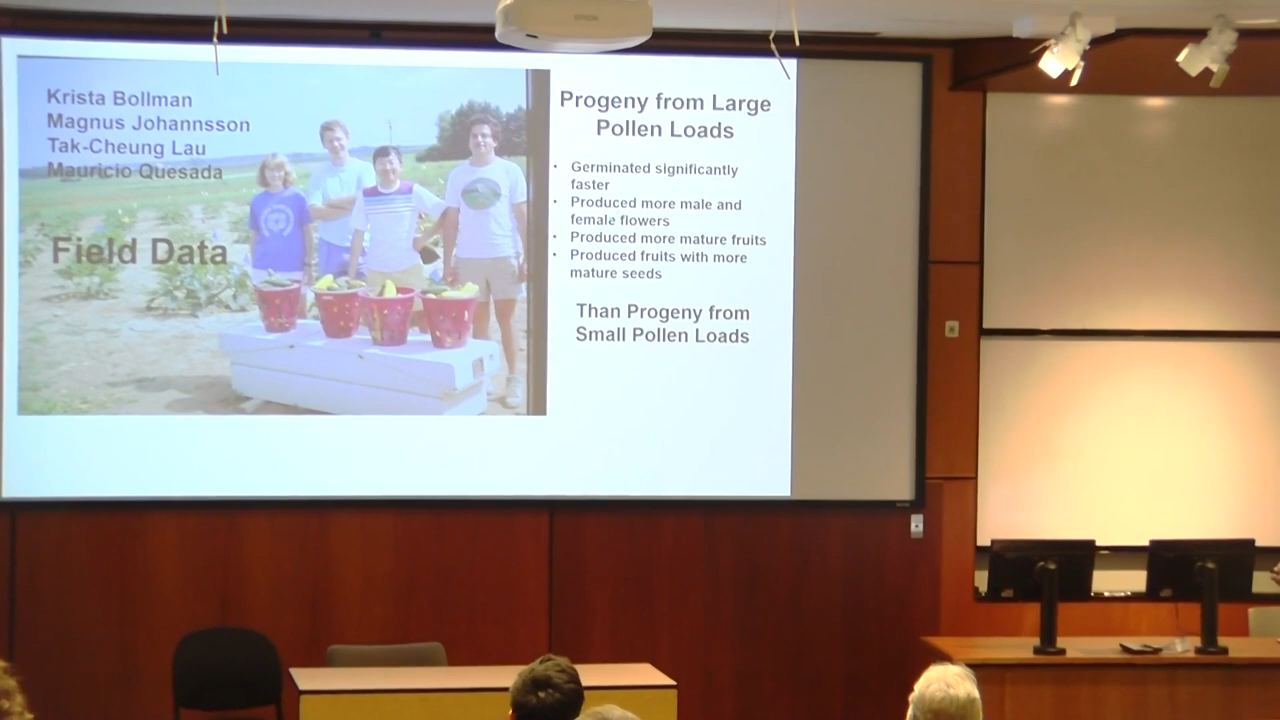 EPSON
Krista Bollman
Magnus Johannsson
Tak-Cheung Lau
Mauricio Quesada
Field Data
Progeny from Large
Pollen Loads
• Germinated significantly
faster
• Produced more male and
female flowers
• Produced more mature fruits
• Produced fruits with more
mature seeds
Than Progeny from
Small Pollen Loads